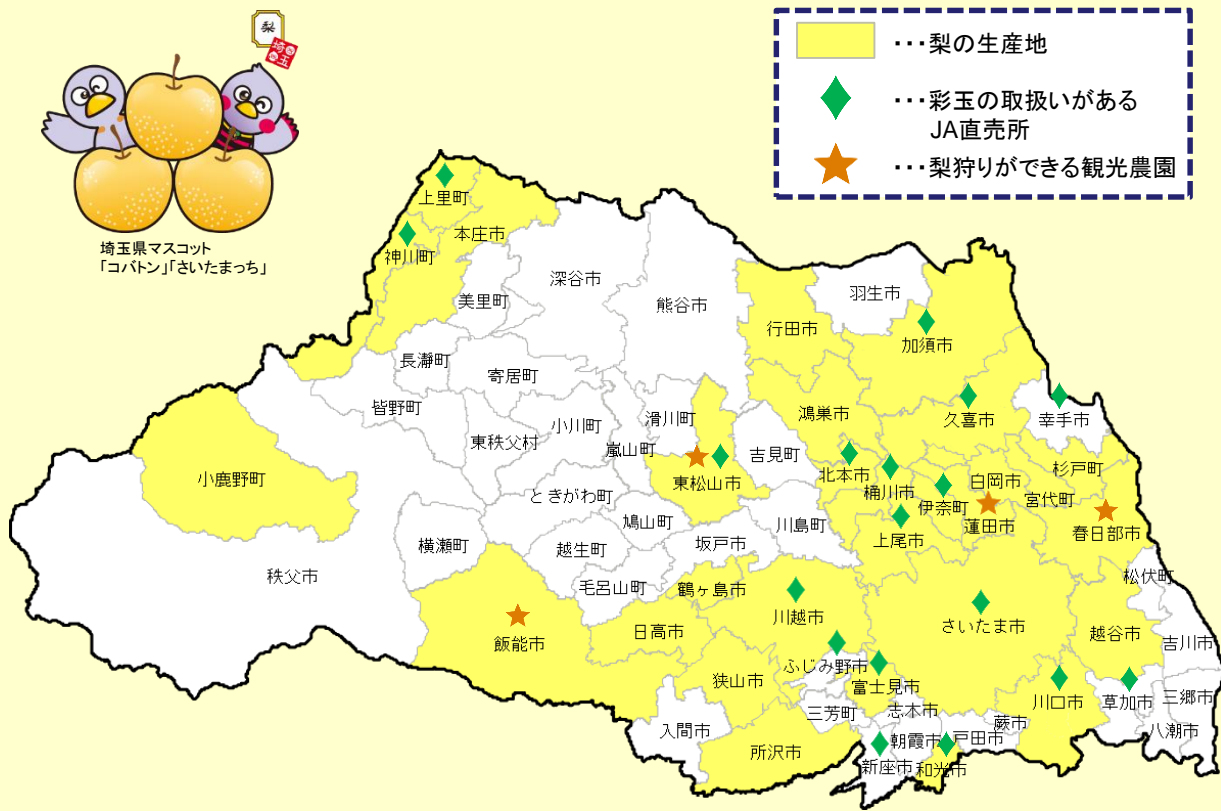 梨
埼玉
埼玉県マスコット
「コバトン」「さいたまっち」
…梨の生産地
…彩玉の取扱いがある
JA直売所
…梨狩りができる観光農園
上里町
本庄市
神川町
美里町
深谷市
熊谷市
羽生市
行田市
加須市
長瀞町
寄居町
皆野町
小川町
滑川町
鴻巣市
久喜市
幸手市
東秩父村
嵐山町
吉見町
小鹿野町
東松山市
北本市
桶川市
白岡市
杉戸町
ときがわ町
伊奈町
宮代町
鳩山町
川島町
蓮田市
春日部市
横瀬町
越生町
坂戸市
上尾市
秩父市
毛呂山町
鶴ヶ島市
松伏町
飯能市
日高市
川越市
さいたま市
越谷市
吉川市
ふじみ野市
狭山市
富士見市
入間市
三芳町
志木市
川口市
草加市
三郷市
所沢市
朝霞市
戸田市
蕨市
八潮市
新座市
和光市